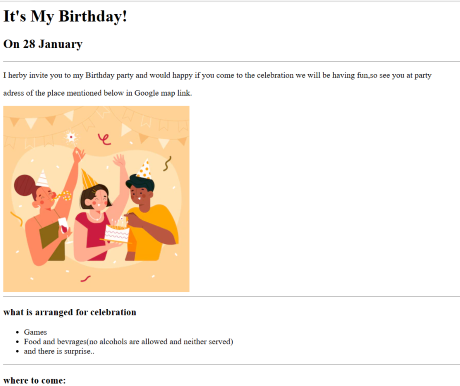 It's My Birthday!
On 28 January
I herby invite you to my Birthday party and would happy if you come to the celebration we will be having fun,so see you at party
adress of the place mentioned below in Google map link.
what is arranged for celebration
Games
Food and bevrages(no alcohols are allowed and neither served)
and there is surprise..
where to come: